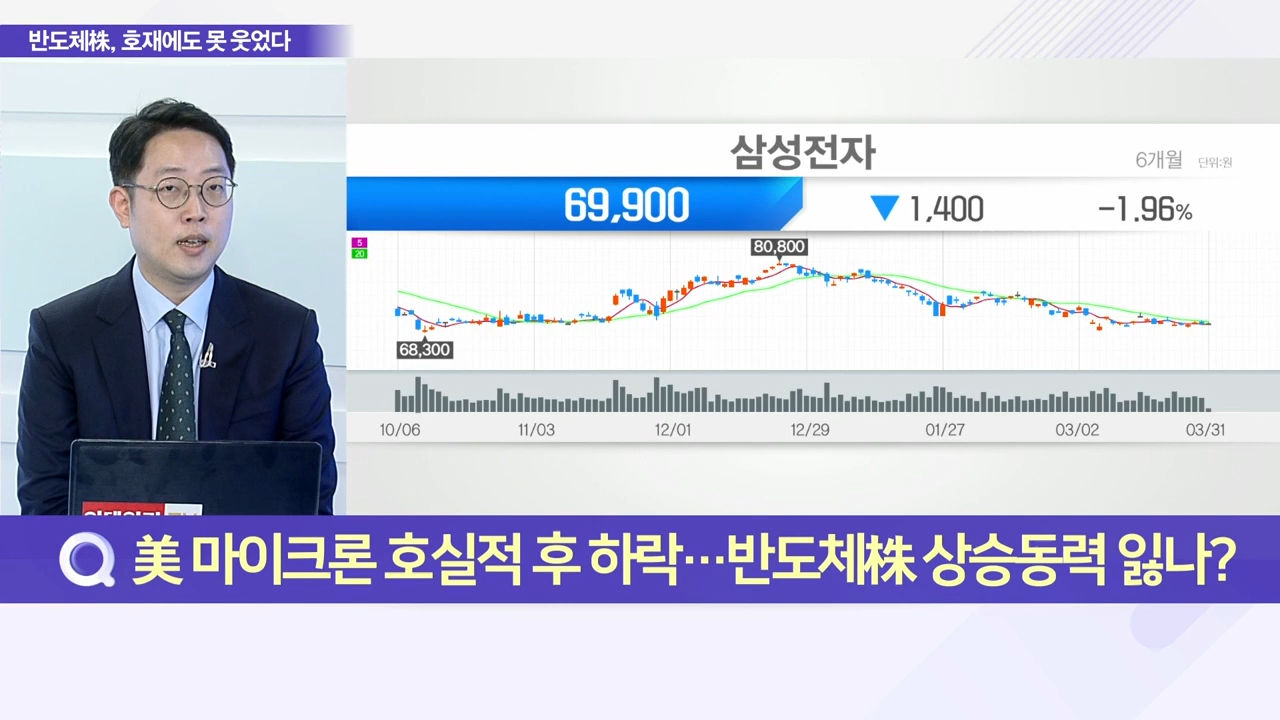 반도체株, 호재에도 못 웃었다
삼성전자
6개월 단위:원
69,900 ▼ 1,400 -1.96%
5
20
80,800
68,300
10/06 11/03 12/01 12/29 01/27 03/02 03/31
Q 美 마이크론 호실적 후 하락…반도체株 상승동력 잃나?